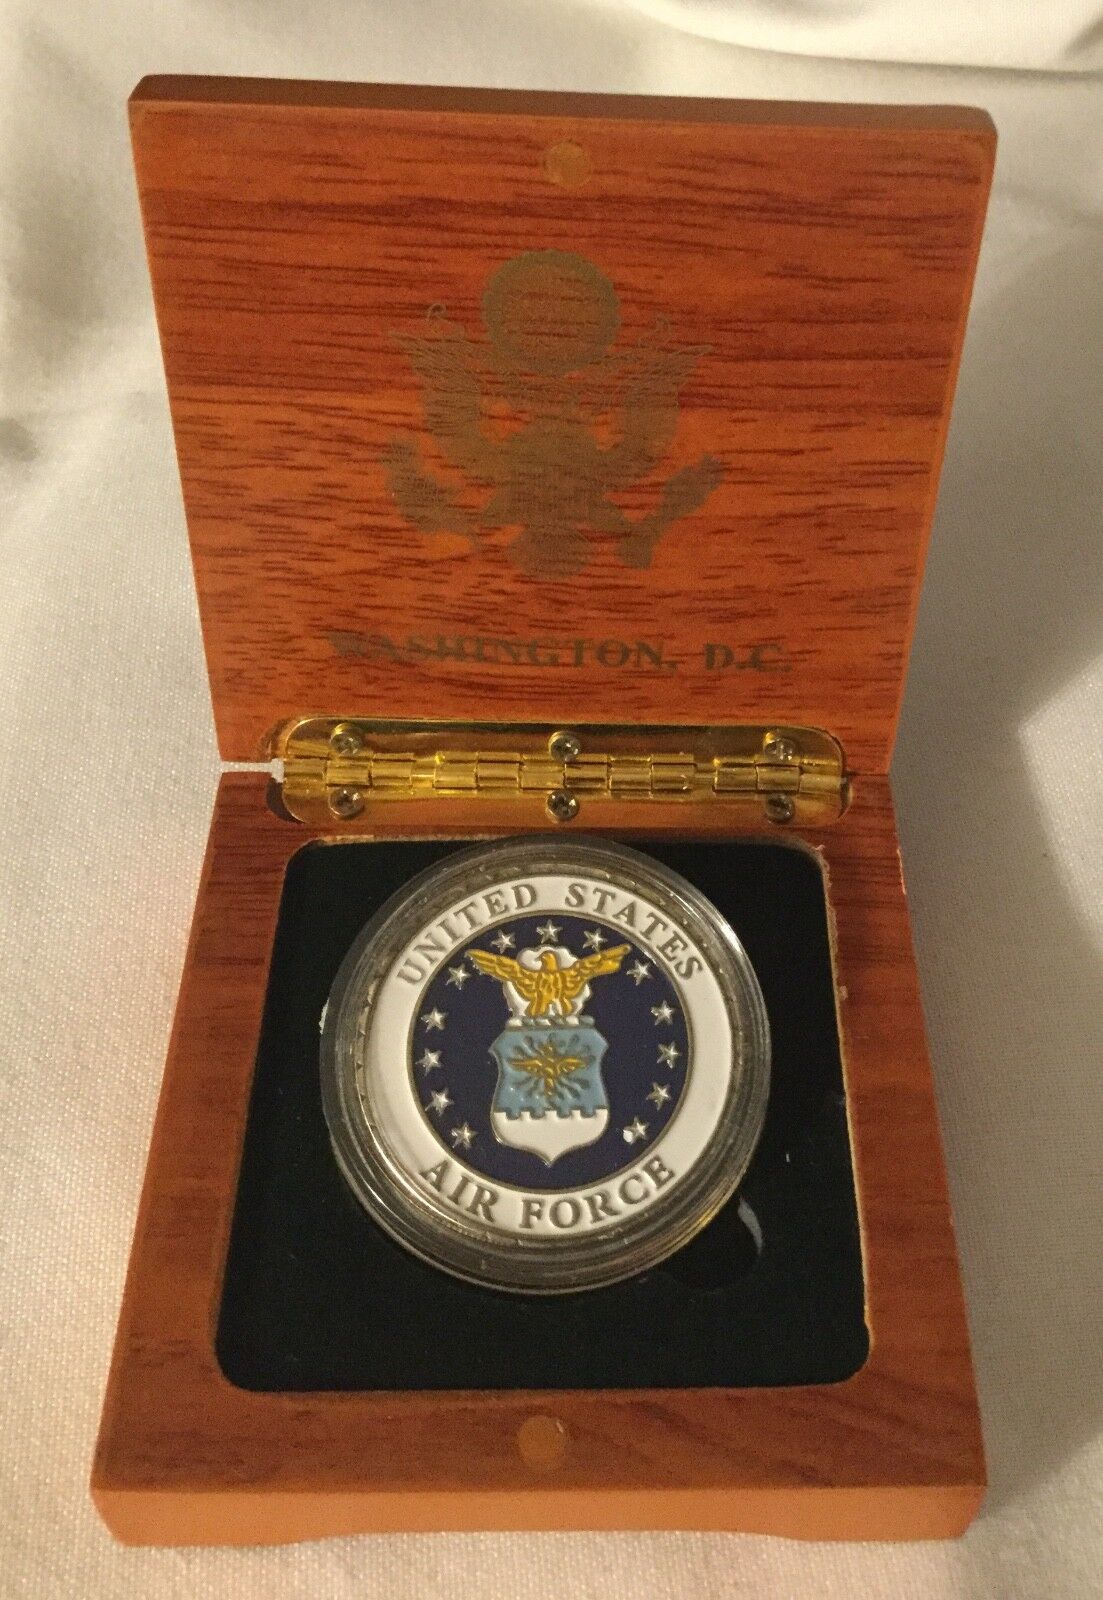 WASHINGTON, D.C.
UNITED STATES
AIR FORCE